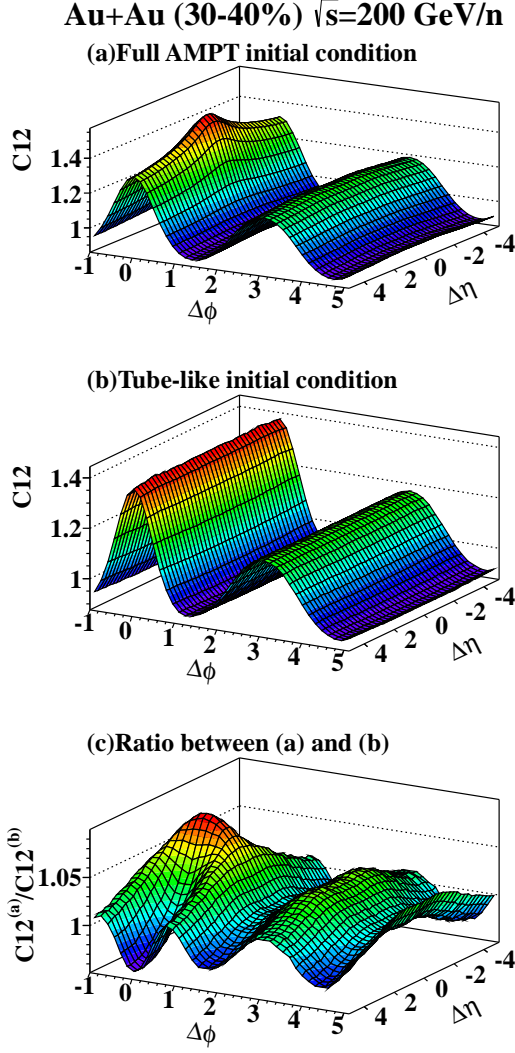 Au+Au (30-40%) √s=200 GeV/n
(a)Full AMPT initial condition
C12
1.4
1.2
1
-1 0 1 2 3 4 5
Δϕ
4 2 0 -2 -4
Δη
(b)Tube-like initial condition
C12
1.4
1.2
1
-1 0 1 2 3 4 5
Δϕ
4 2 0 -2 -4
Δη
(c)Ratio between (a) and (b)
C12(a)/C12(b)
1.05
1
-1 0 1 2 3 4 5
Δϕ
4 2 0 -2 -4
Δη